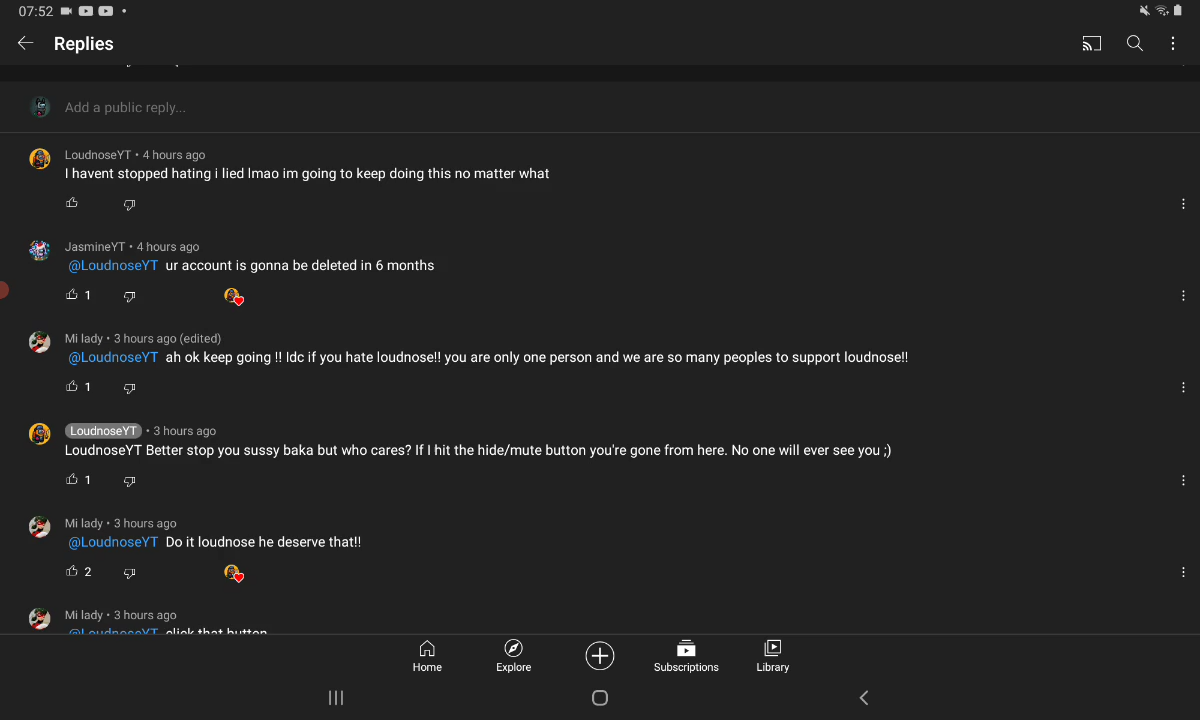 07:52
Replies
Add a public reply...
LoudnoseYT • 4 hours ago
I havent stopped hating i lied lmao im going to keep doing this no matter what
JasmineYT • 4 hours ago
@LoudnoseYT ur account is gonna be deleted in 6 months
1
Mi lady • 3 hours ago (edited)
@LoudnoseYT ah ok keep going !! Idc if you hate loudnose!! you are only one person and we are so many peoples to support loudnose!!
1
LoudnoseYT • 3 hours ago
LoudnoseYT Better stop you sussy baka but who cares? If I hit the hide/mute button you're gone from here. No one will ever see you ;)
1
Mi lady • 3 hours ago
@LoudnoseYT Do it loudnose he deserve that!!
2
Mi lady • 3 hours ago
@LoudnoseYT click that button
Home Explore Subscriptions Library